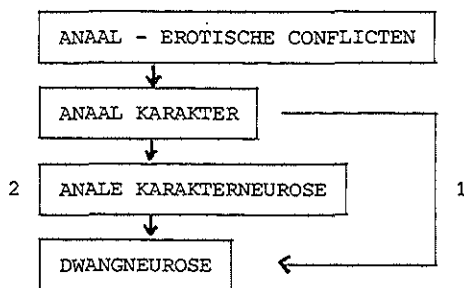 ANAAL - EROTISCHE CONFLICTEN
ANAAL KARAKTER
2 ANALE KARAKTERNEUROSE 1
DWANGNEUROSE